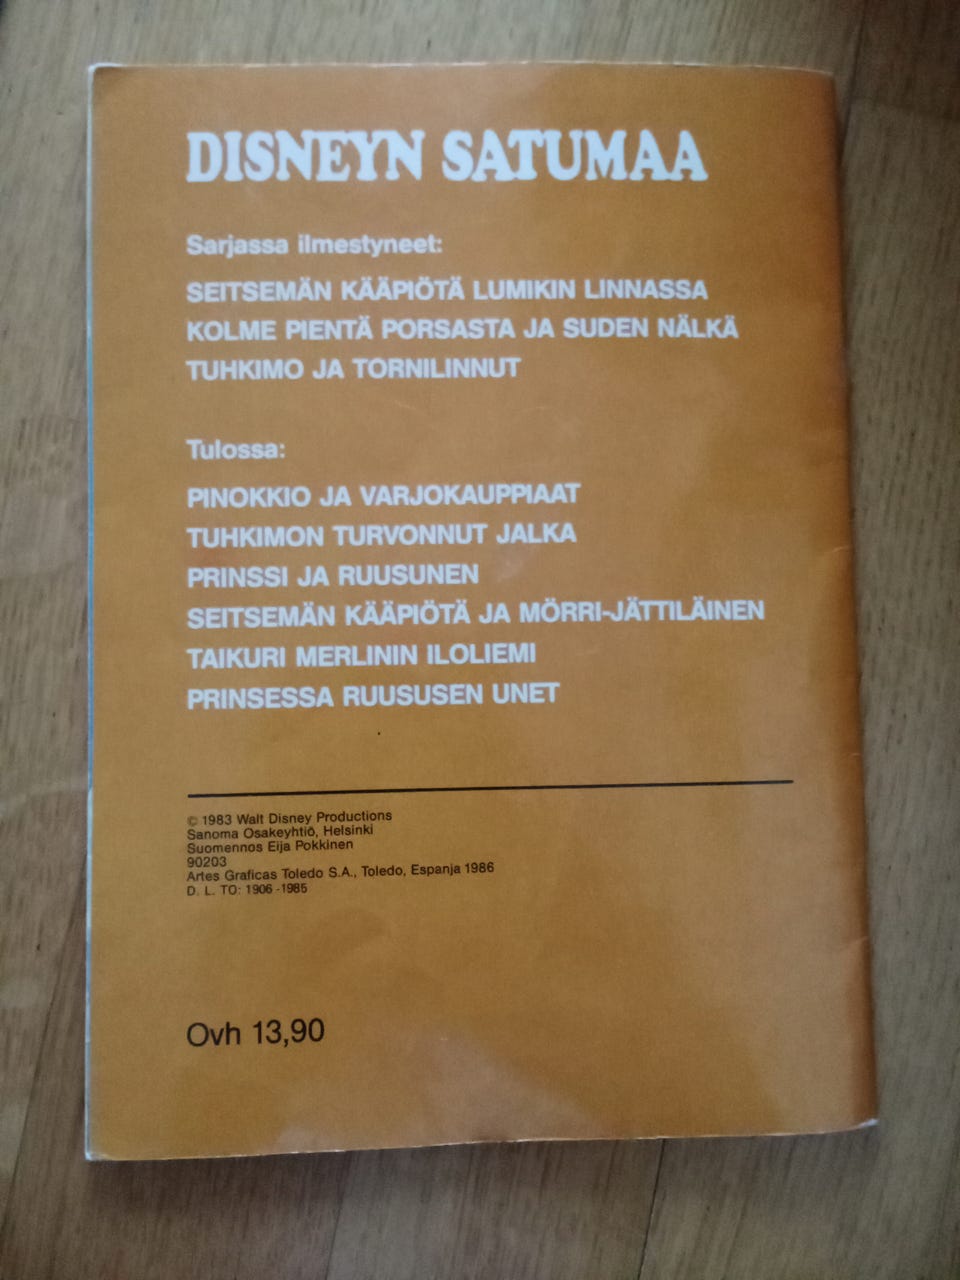 DISNEYN SATUMAA
Sarjassa ilmestyneet:
SEITSEMÄN KÄÄPIÖTÄ LUMIKIN LINNASSA
KOLME PIENTÄ PORSASTA JA SUDEN NÄLKÄ
TUHKIMO JA TORNILINNUT
Tulossa:
PINOKKIO JA VARJOKAUPPIAAT
TUHKIMON TURVONNUT JALKA
PRINSSI JA RUUSUNEN
SEITSEMÄN KÄÄPIÖTÄ JA MÖRRI-JÄTTILÄINEN
TAIKURI MERLININ ILOLIEMI
PRINSESSA RUUSUSEN UNET
© 1983 Walt Disney Productions
Sanoma Osakeyhtiö, Helsinki
Suomennos Eija Pokkinen
90203
Artes Graficas Toledo S.A., Toledo, Espanja 1986
D. L. TO: 1906 -1985
Ovh 13,90